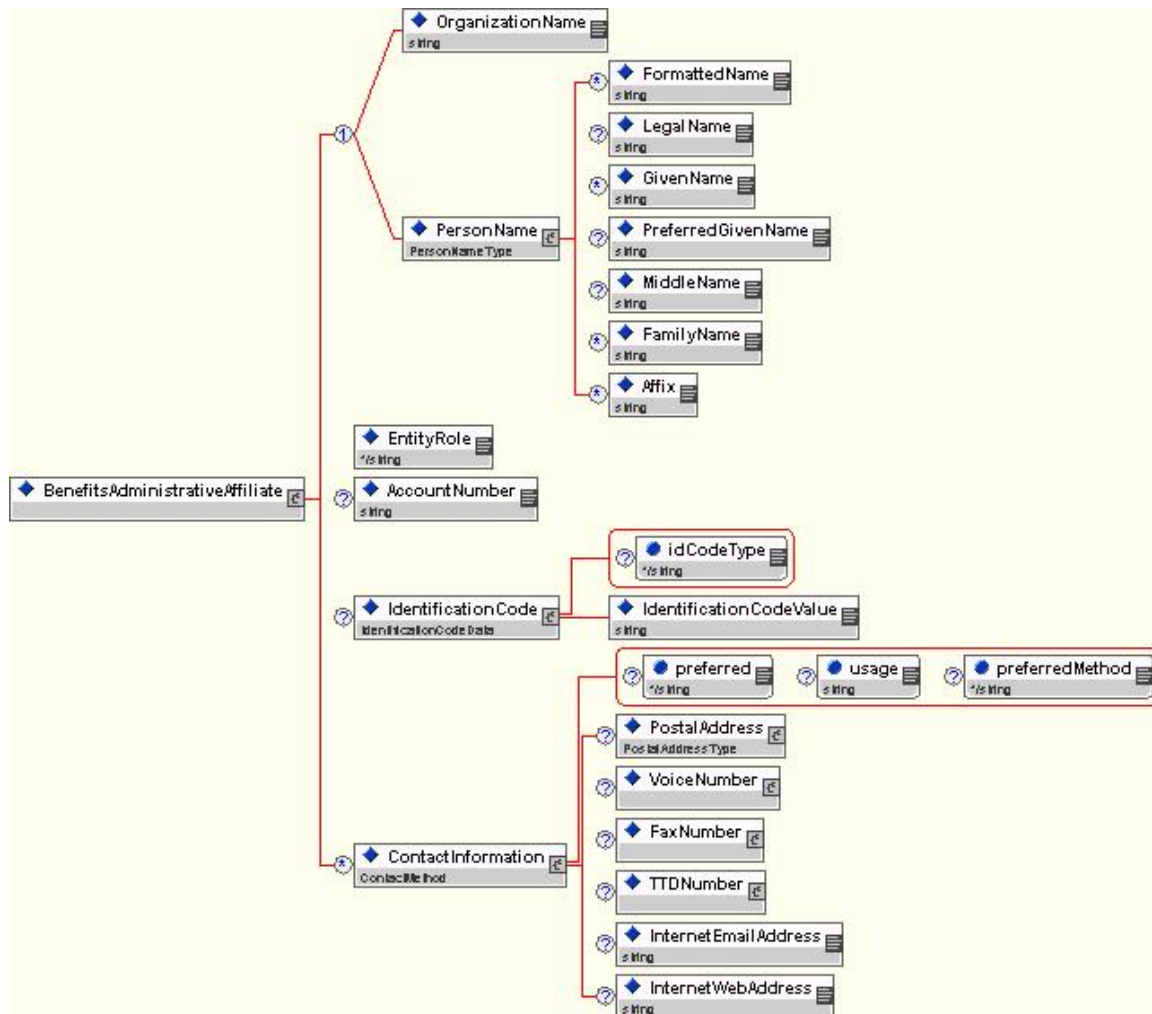 OrganizationName
string
FormattedName
string
LegalName
string
GivenName
string
PersonName
PersonNameType
PreferredGivenName
string
MiddleName
string
FamilyName
string
Affix
string
1
*
?
*
?
?
*
*
EntityRole
*/string
BenefitsAdministrativeAffiliate
?
AccountNumber
string
?
idCodeType
*/string
?
IdentificationCode
IdentificationCodeData
IdentificationCodeValue
string
?
preferred
*/string
?
usage
string
?
preferredMethod
*/string
?
PostalAddress
PostalAddressType
?
VoiceNumber
?
FaxNumber
*
ContactInformation
ContactMethod
?
TTDNumber
?
InternetEmailAddress
string
?
InternetWebAddress
string